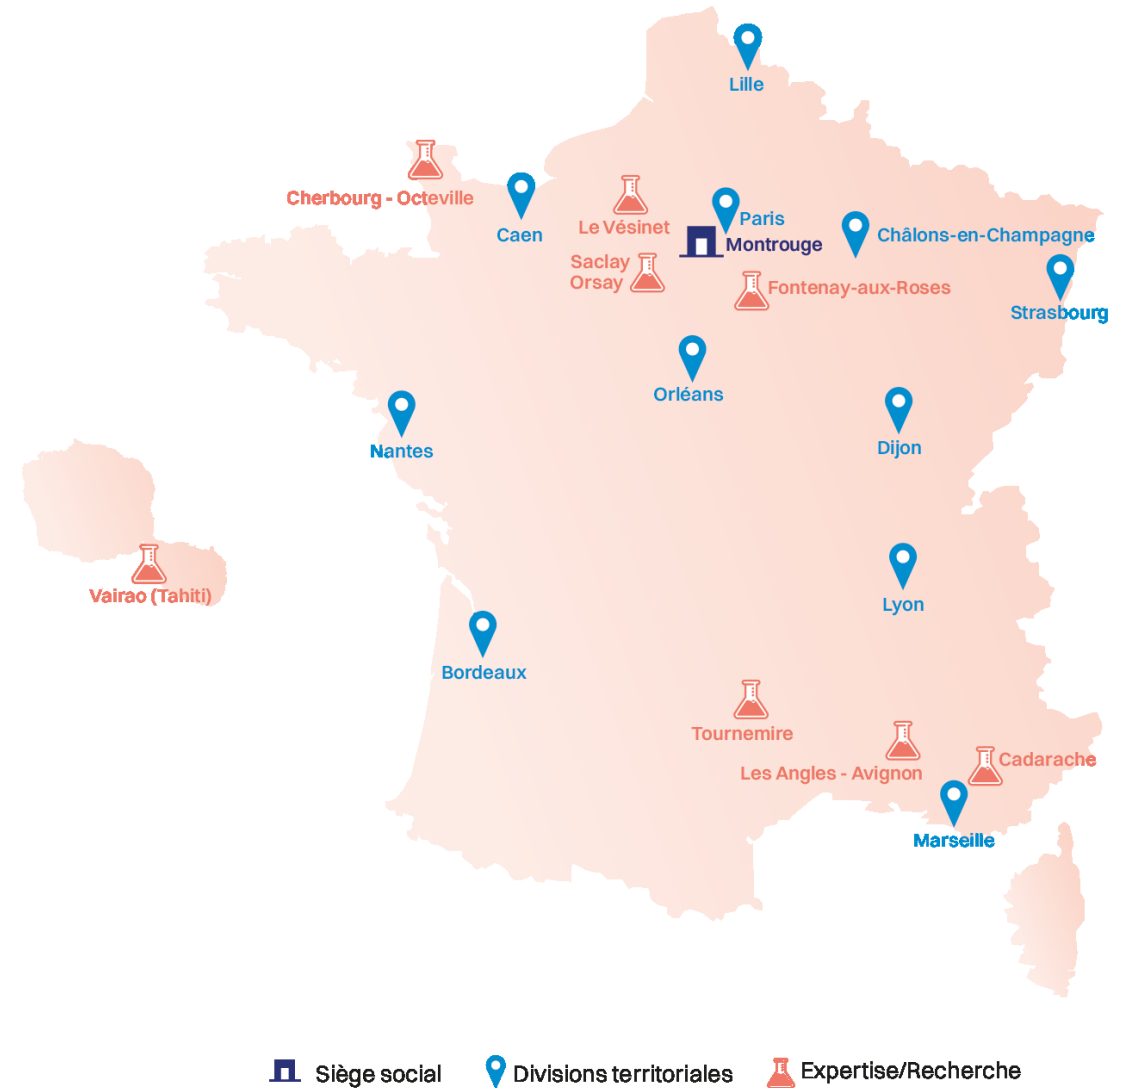 Lille
Cherbourg - Octeville
Caen
Le Vésinet
Paris
Montrouge
Châlons-en-Champagne
Saclay
Orsay
Fontenay-aux-Roses
Strasbourg
Orléans
Nantes
Dijon
Vairao (Tahiti)
Lyon
Bordeaux
Tournemire
Les Angles - Avignon
Cadarache
Marseille
Siège social
Divisions territoriales
Expertise/Recherche